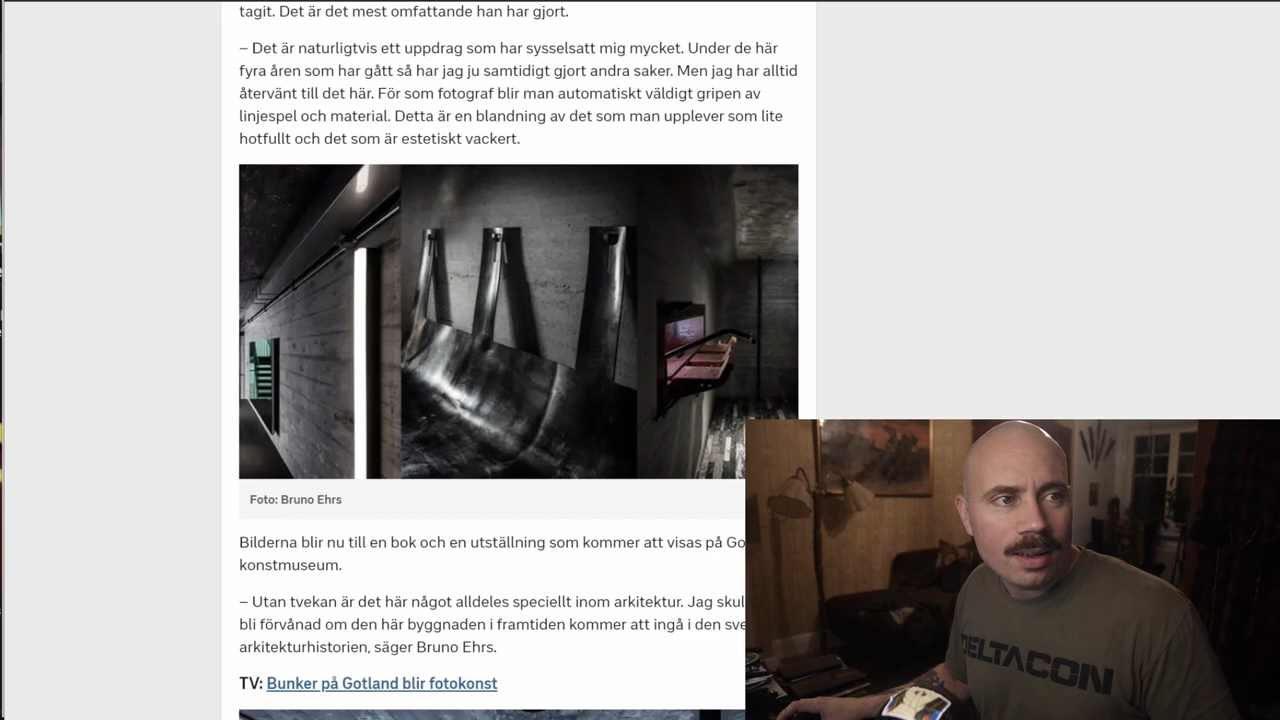 tagit. Det är det mest omfattande han har gjort.
– Det är naturligtvis ett uppdrag som har sysselsatt mig mycket. Under de här
fyra åren som har gått så har jag ju samtidigt gjort andra saker. Men jag har alltid
återvänt till det här. För som fotograf blir man automatiskt väldigt gripen av
linjespel och material. Detta är en blandning av det som man upplever som lite
hotfullt och det som är estetiskt vackert.
Foto: Bruno Ehrs
Bilderna blir nu till en bok och en utställning som kommer att visas på Go
konstmuseum.
– Utan tvekan är det här något alldeles speciellt inom arkitektur. Jag skul
bli förvånad om den här byggnaden i framtiden kommer att ingå i den sve
arkitekturhistorien, säger Bruno Ehrs.
TV: Bunker på Gotland blir fotokonst
DELTACOIN